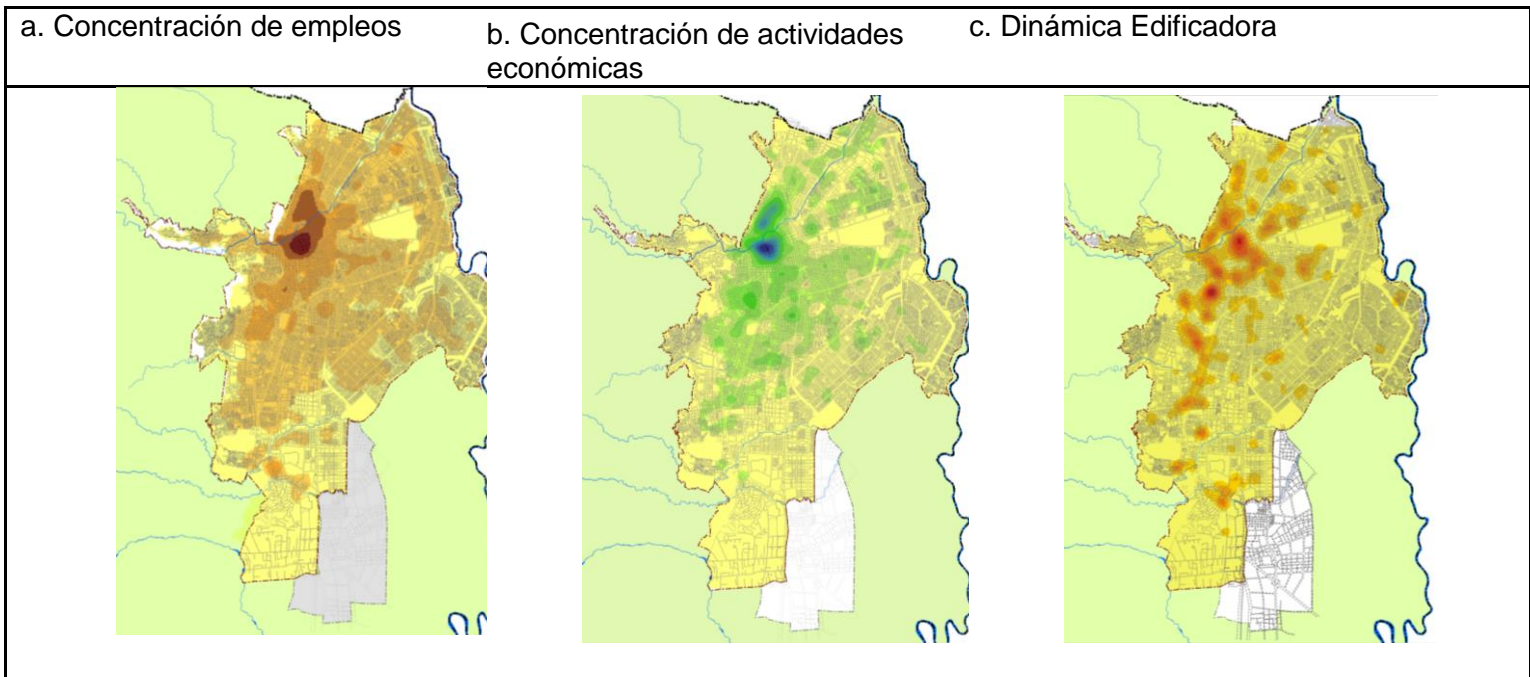 a. Concentración de empleos
b. Concentración de actividades
económicas
c. Dinámica Edificadora